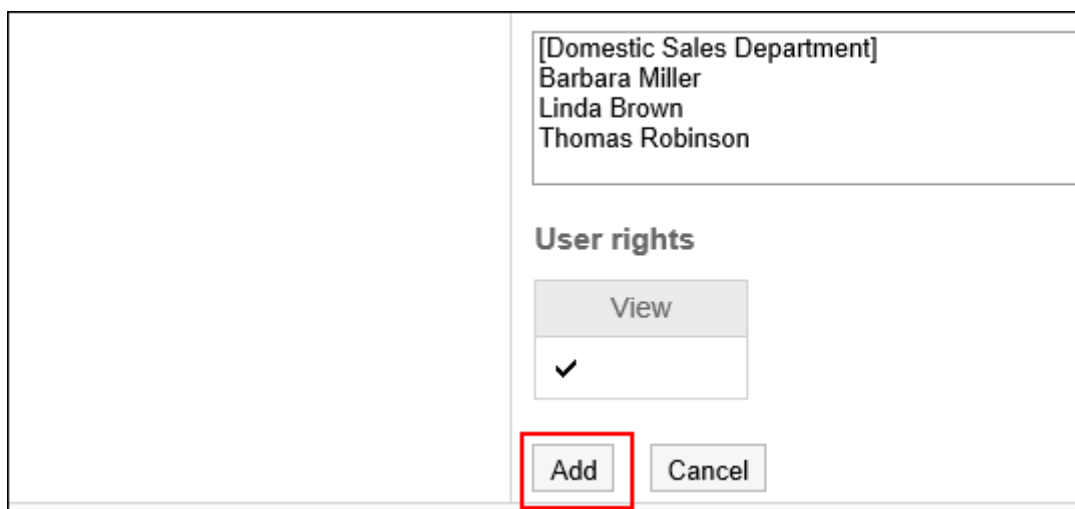 [Domestic Sales Department]
Barbara Miller
Linda Brown
Thomas Robinson
User rights
View
Add Cancel